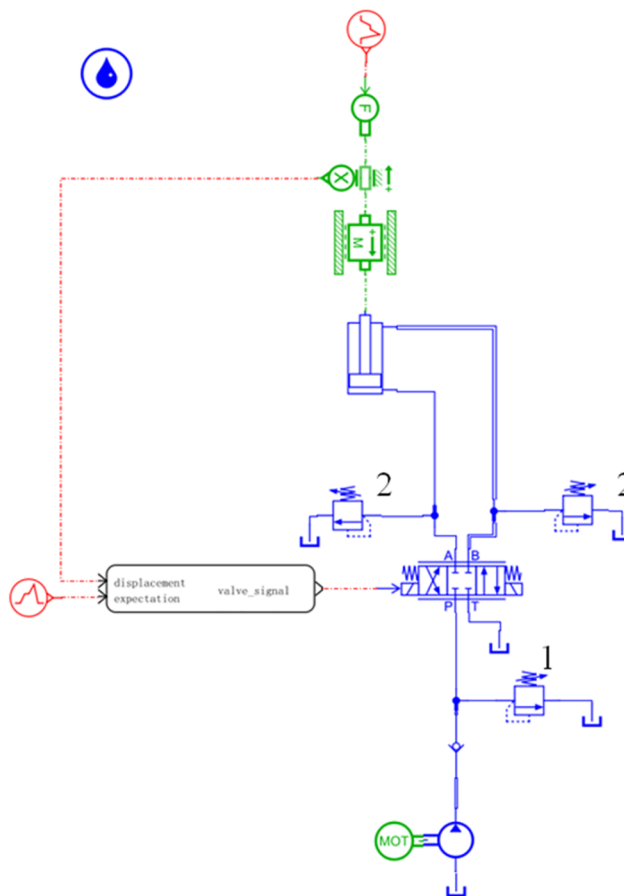 F
X
M
2
2
A B
displacement
expectation
valve_signal
P T
1
MOT